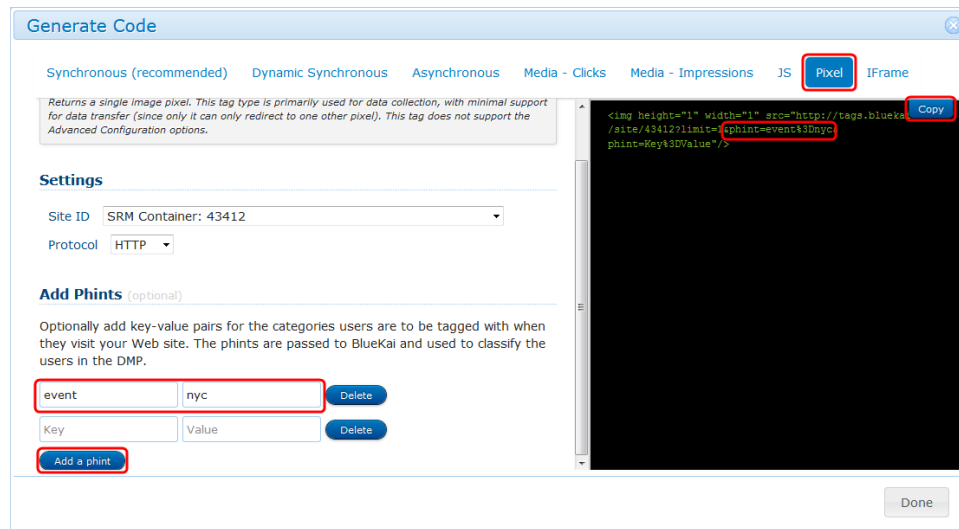 Generate Code
Synchronous (recommended) Dynamic Synchronous Asynchronous Media - Clicks Media - Impressions JS Pixel IFrame
Returns a single image pixel. This tag type is primarily used for data collection, with minimal support
for data transfer (since only it can only redirect to one other pixel). This tag does not support the
Advanced Configuration options.
Settings
Site ID SRM Container: 43412
Protocol HTTP
Add Phints (optional)
Optionally add key-value pairs for the categories users are to be tagged with when
they visit your Web site. The phints are passed to BlueKai and used to classify the
users in the DMP.
event nyc Delete
Key Value Delete
Add a phint
Copy
<img height="1" width="1" src="http://tags.blueka
/site/43412?limit=1&phint=event%3Dnyc&
phint=Key%3DValue"/>
Done